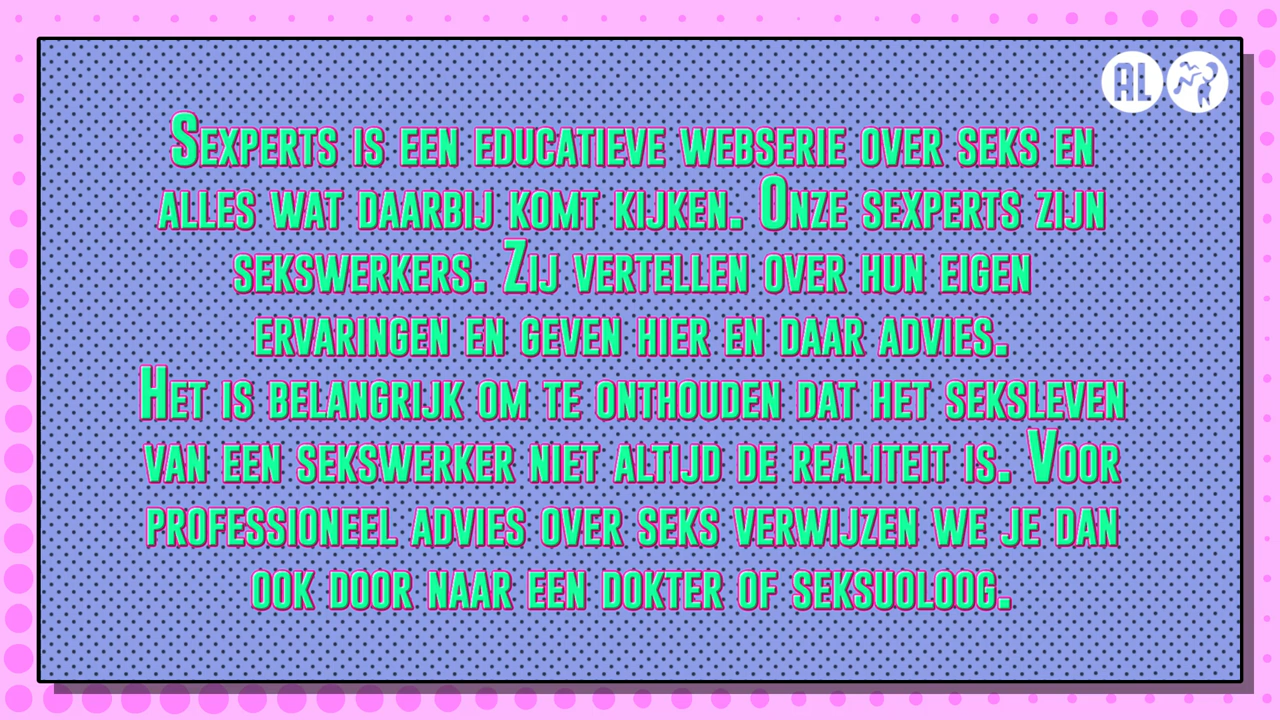 AL
Sexperts is een educatieve webserie over seks en
alles wat daarbij komt kijken. Onze sexperts zijn
sekswerkers. Zij vertellen over hun eigen
ervaringen en geven hier en daar advies.
Het is belangrijk om te onthouden dat het seksleven
van een sekswerker niet altijd de realiteit is. Voor
professioneel advies over seks verwijzen we je dan
ook door naar een dokter of seksuoloog.